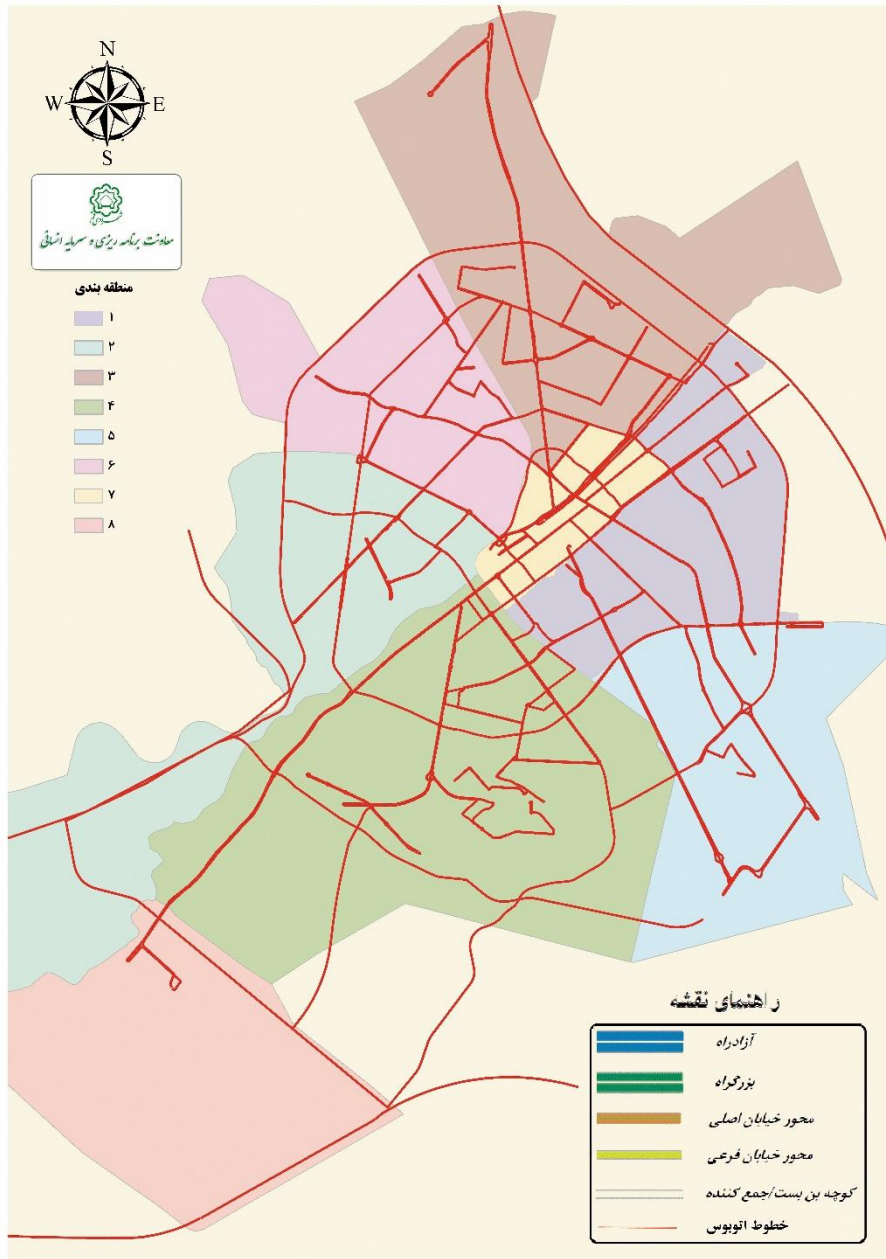 N
W E
S
معاونت برنامه ریزی و سرمایه انسانی
منطقه بندی
۱
۲
۳
۴
۵
۶
۷
۸
راهنمای نقشه
آزادراه
بزرگراه
محور خیابان اصلی
محور خیابان فرعی
کوچه بن بست/جمع کننده
خطوط اتوبوس